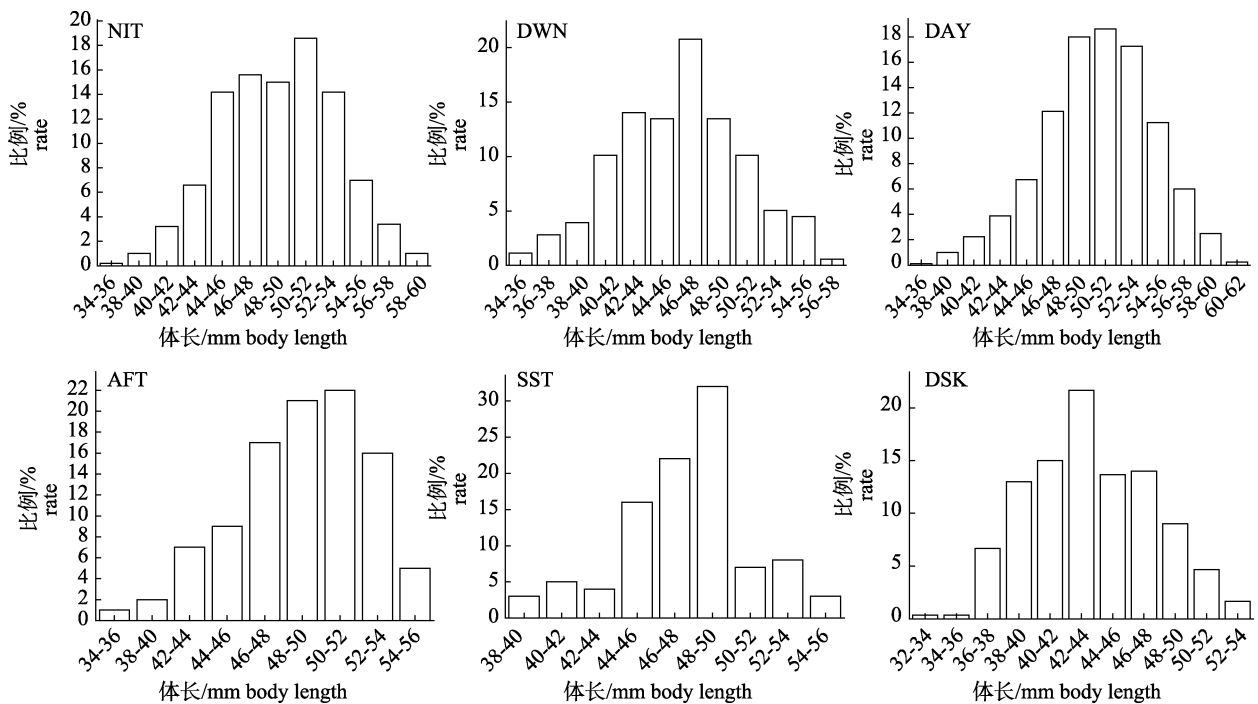 NIT
比例/% rate
20
18
16
14
12
10
8
6
4
2
0
34-36 38-40 40-42 42-44 44-46 46-48 48-50 50-52 52-54 54-56 56-58 58-60
体长/mm body length
DWN
比例/% rate
20
15
10
5
0
34-36 36-38 38-40 40-42 42-44 44-46 46-48 48-50 50-52 52-54 54-56 56-58
体长/mm body length
DAY
比例/% rate
18
16
14
12
10
8
6
4
2
0
34-36 38-40 40-42 42-44 44-46 46-48 48-50 50-52 52-54 54-56 56-58 58-60 60-62
体长/mm body length
AFT
比例/% rate
22
20
18
16
14
12
10
8
6
4
2
0
34-36 38-40 42-44 44-46 46-48 48-50 50-52 52-54 54-56
体长/mm body length
SST
比例/% rate
30
25
20
15
10
5
0
38-40 40-42 42-44 44-46 46-48 48-50 50-52 52-54 54-56
体长/mm body length
DSK
比例/% rate
20
15
10
5
0
32-34 34-36 36-38 38-40 40-42 42-44 44-46 46-48 48-50 50-52 52-54
体长/mm body length